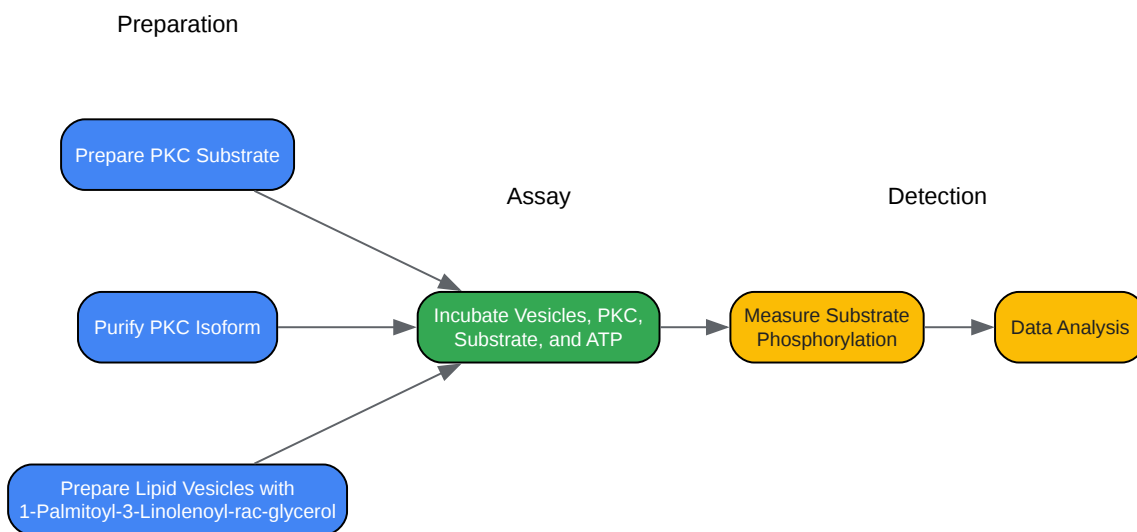 Preparation
Prepare PKC Substrate
Assay
Detection
Purify PKC Isoform
Incubate Vesicles, PKC,
Substrate, and ATP
Measure Substrate
Phosphorylation
Data Analysis
Prepare Lipid Vesicles with
1-Palmitoyl-3-Linolenoyl-rac-glycerol